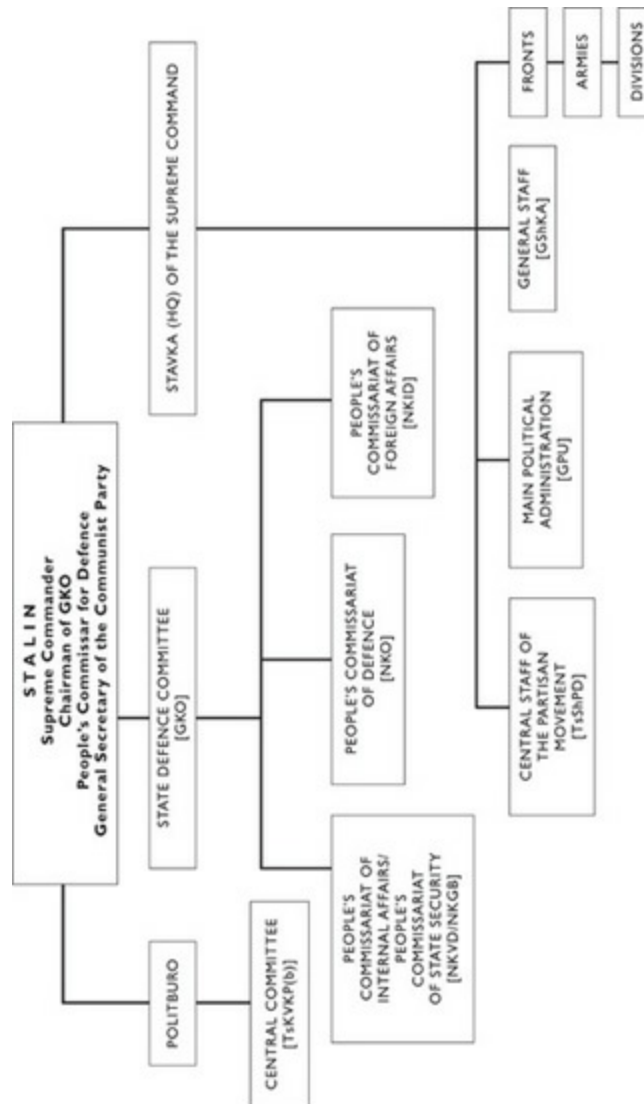 S T A L I N
Supreme Commander
Chairman of GKO
People's Commissar for Defence
General Secretary of the Communist Party
POLITBURO
STATE DEFENCE COMMITTEE
[GKO]
STAVKA (HQ) OF THE SUPREME COMMAND
CENTRAL COMMITTEE
[TsKVKP(b)]
PEOPLE'S
COMMISSARIAT OF
INTERNAL AFFAIRS/
PEOPLE'S
COMMISSARIAT
OF STATE SECURITY
[NKVD/NKGB]
PEOPLE'S COMMISSARIAT
OF DEFENCE
[NKO]
PEOPLE'S
COMMISSARIAT OF
FOREIGN AFFAIRS
[NKID]
CENTRAL STAFF OF
THE PARTISAN
MOVEMENT
[TsShPD]
MAIN POLITICAL
ADMINISTRATION
[GPU]
GENERAL STAFF
[GShKA]
FRONTS
ARMIES
DIVISIONS